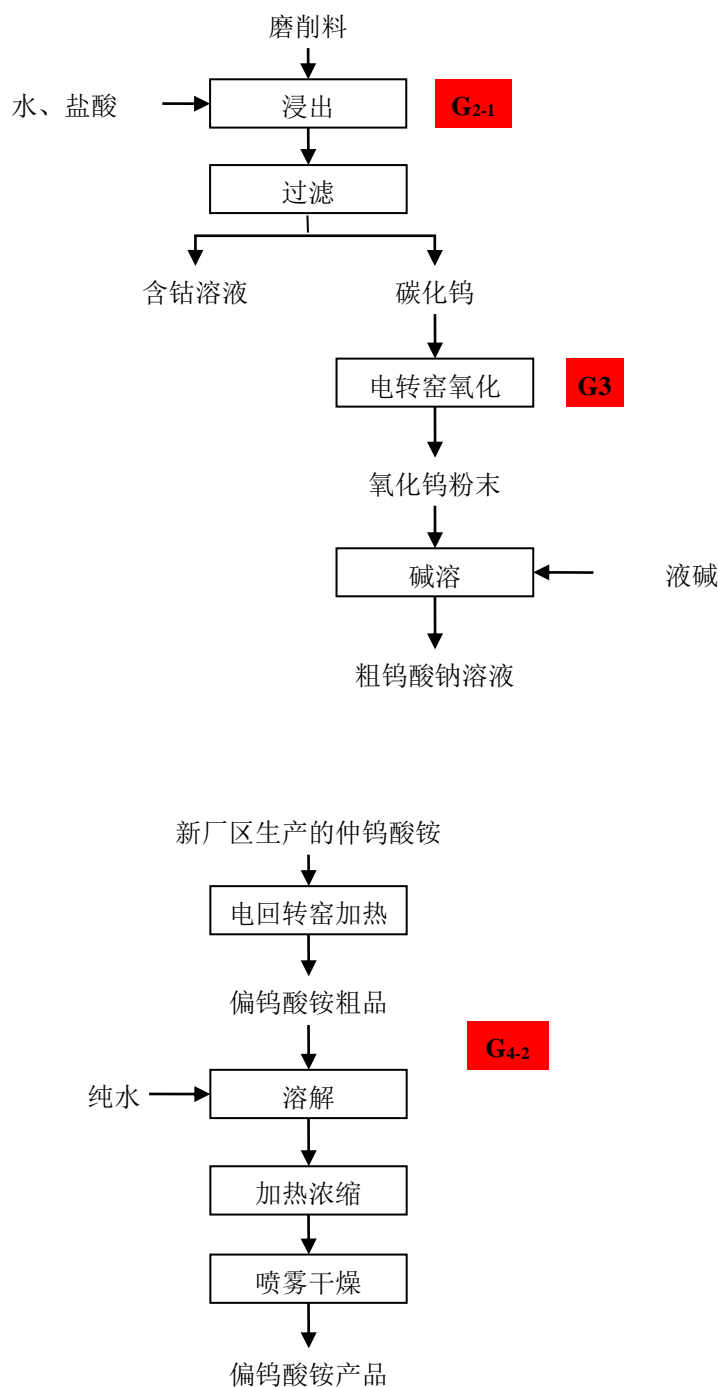 磨削料
水、盐酸
浸出
G2-1
过滤
含钴溶液
碳化钨
电转窑氧化
G3
氧化钨粉末
碱溶
液碱
粗钨酸钠溶液
新厂区生产的仲钨酸铵
电回转窑加热
偏钨酸铵粗品
G4-2
纯水
溶解
加热浓缩
喷雾干燥
偏钨酸铵产品